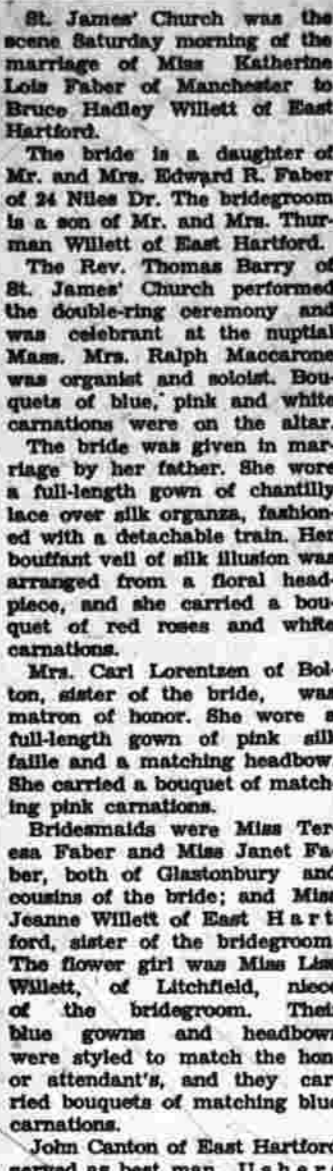 St. James' Church was the
scene Saturday morning of the
marriage of Miss Katherine
Lois Faber of Manchester to
Bruce Hadley Willett of East
Hartford.
The bride is a daughter of
Mr. and Mrs. Edward R. Faber
of 24 Niles Dr. The bridegroom
is a son of Mr. and Mrs. Thur-
man Willett of East Hartford.
The Rev. Thomas Barry of
St. James' Church performed
the double-ring ceremony and
was celebrant at the nuptial
Mass. Mrs. Ralph Maccarone
was organist and soloist. Bou-
quets of blue, pink and white
carnations were on the altar.
The bride was given in mar-
riage by her father. She wore
a full-length gown of chantilly
lace over silk organza, fashion-
ed with a detachable train. Her
bouffant veil of silk illusion was
arranged from a floral head-
piece, and she carried a bou-
quet of red roses and white
carnations.
Mrs. Carl Lorentzen of Bol-
ton, sister of the bride, was
matron of honor. She wore a
full-length gown of pink silk
faille and a matching headbow.
She carried a bouquet of match-
ing pink carnations.
Bridesmaids were Miss Ter-
esa Faber and Miss Janet Fa-
ber, both of Glastonbury and
cousins of the bride; and Miss
Jeanne Willett of East Hart
ford, sister of the bridegroom.
The flower girl was Miss Lisa
Willett, of Litchfield, niece
of the bridegroom. Their
blue gowns and headbows
were styled to match the hon
or attendant's, and they car
ried bouquets of matching blue
carnations.
John Canton of East Hartfor
served as best man.